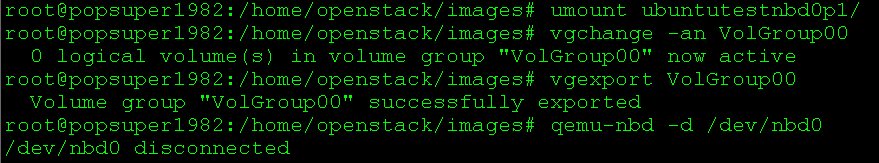 root@popsuper1982:/home/openstack/images# umount ubuntutestnbd0p1/
root@popsuper1982:/home/openstack/images# vgchange -an VolGroup00
  0 logical volume(s) in volume group "VolGroup00" now active
root@popsuper1982:/home/openstack/images# vgexport VolGroup00
  Volume group "VolGroup00" successfully exported
root@popsuper1982:/home/openstack/images# qemu-nbd -d /dev/nbd0
/dev/nbd0 disconnected